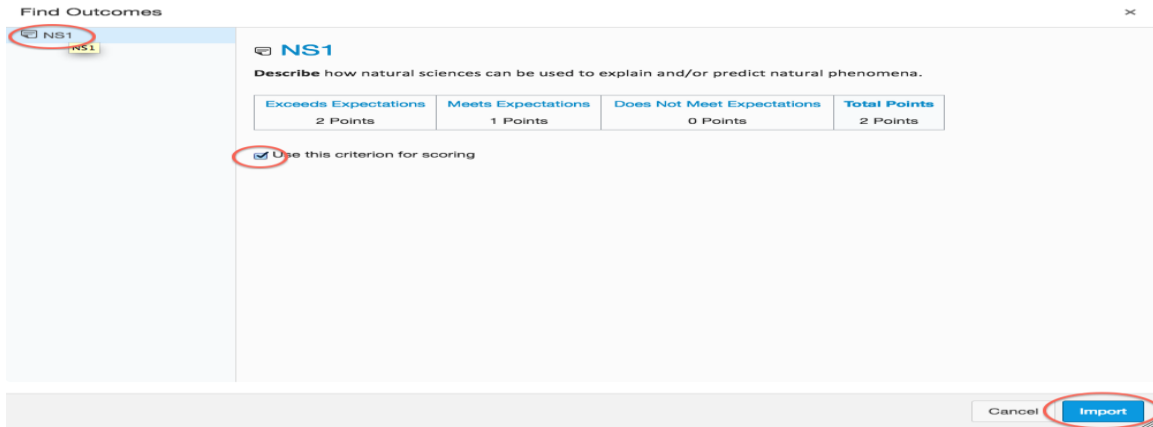 Find Outcomes ×
NS1
NS1
NS1
Describe how natural sciences can be used to explain and/or predict natural phenomena.
Exceeds Expectations Meets Expectations Does Not Meet Expectations Total Points
2 Points 1 Points 0 Points 2 Points
Use this criterion for scoring
Cancel Import